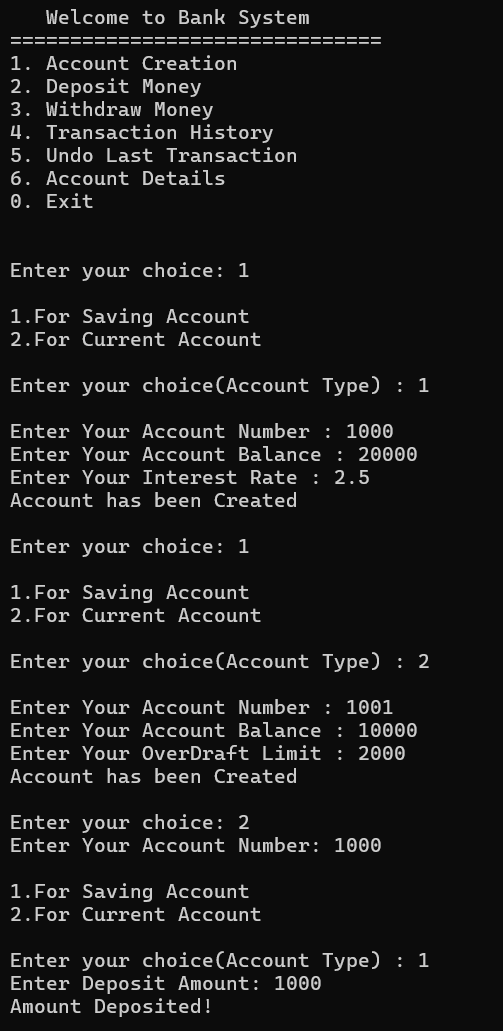 Welcome to Bank System
===============================
1. Account Creation
2. Deposit Money
3. Withdraw Money
4. Transaction History
5. Undo Last Transaction
6. Account Details
0. Exit
Enter your choice: 1
1.For Saving Account
2.For Current Account
Enter your choice(Account Type) : 1
Enter Your Account Number : 1000
Enter Your Account Balance : 20000
Enter Your Interest Rate : 2.5
Account has been Created
Enter your choice: 1
1.For Saving Account
2.For Current Account
Enter your choice(Account Type) : 2
Enter Your Account Number : 1001
Enter Your Account Balance : 10000
Enter Your OverDraft Limit : 2000
Account has been Created
Enter your choice: 2
Enter Your Account Number: 1000
1.For Saving Account
2.For Current Account
Enter your choice(Account Type) : 1
Enter Deposit Amount: 1000
Amount Deposited!